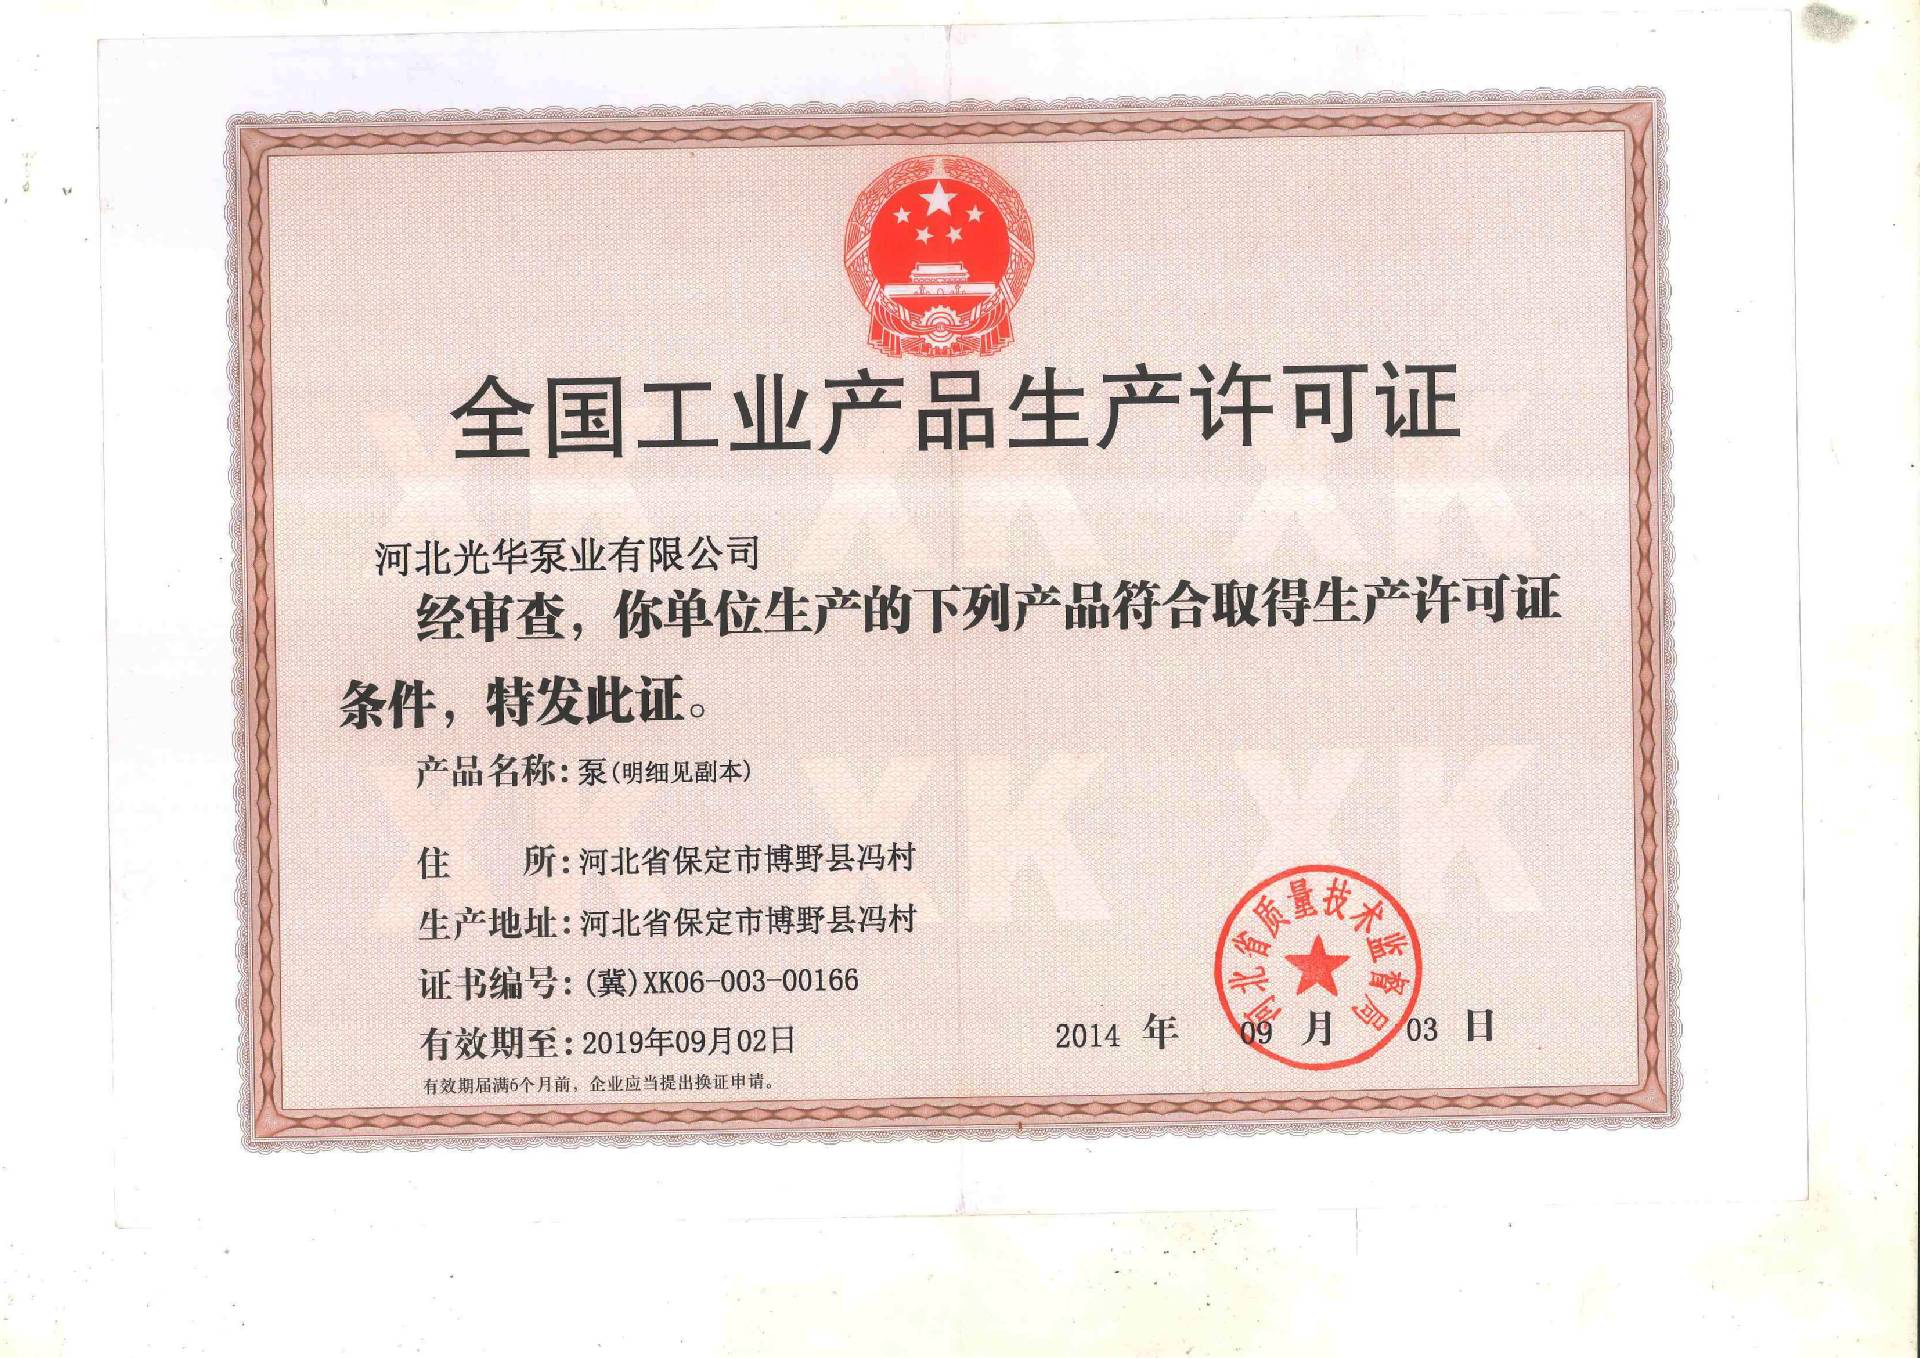 全国工业产品生产许可证
河北光华泵业有限公司
经审查，你单位生产的下列产品符合取得生产许可证
条件，特发此证。
产品名称：泵(明细见副本)
住 所：河北省保定市博野县冯村
生产地址：河北省保定市博野县冯村
证书编号：(冀)XK06-003-00166
有效期至：2019年09月02日
2014 年 09 月 03 日
有效期届满6个月前，企业应当提出换证申请。
河北省质量技术监督局
XK XK XK
XK XK XK